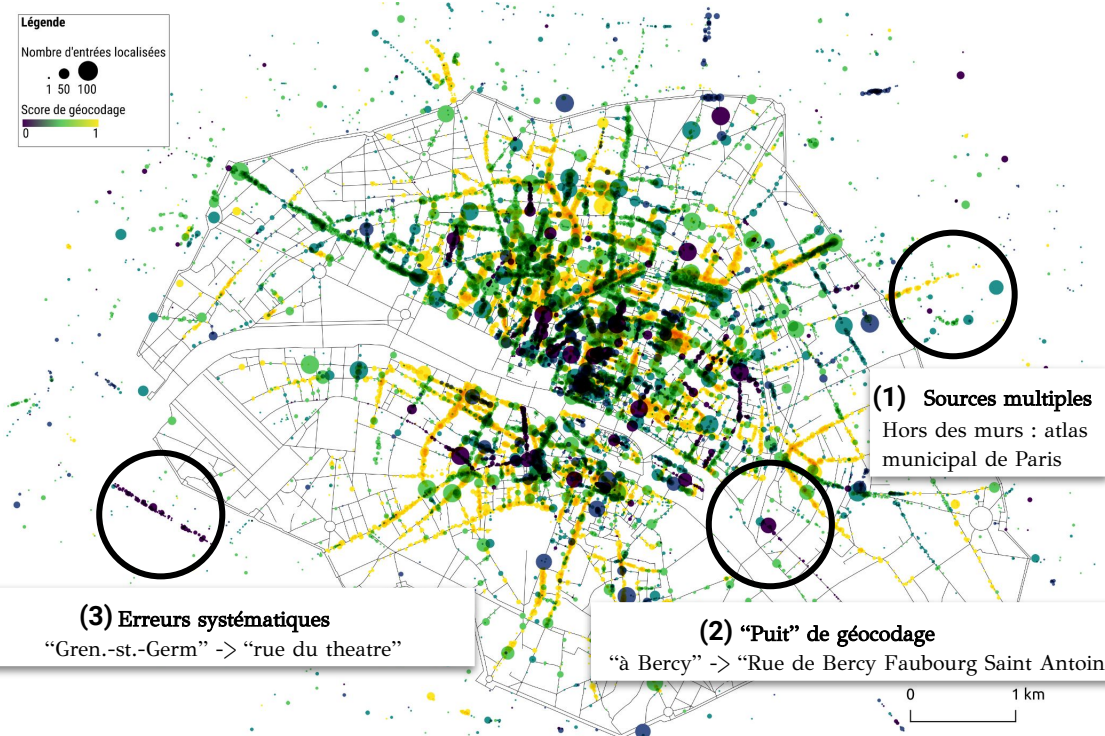 Légende
Nombre d'entrées localisées
1 50 100
Score de géocodage
0 1
(1) Sources multiples
Hors des murs : atlas
municipal de Paris
(3) Erreurs systématiques
“Gren.-st.-Germ” -> “rue du theatre”
(2) “Puit” de géocodage
“à Bercy” -> “Rue de Bercy Faubourg Saint Antoin
0 1 km